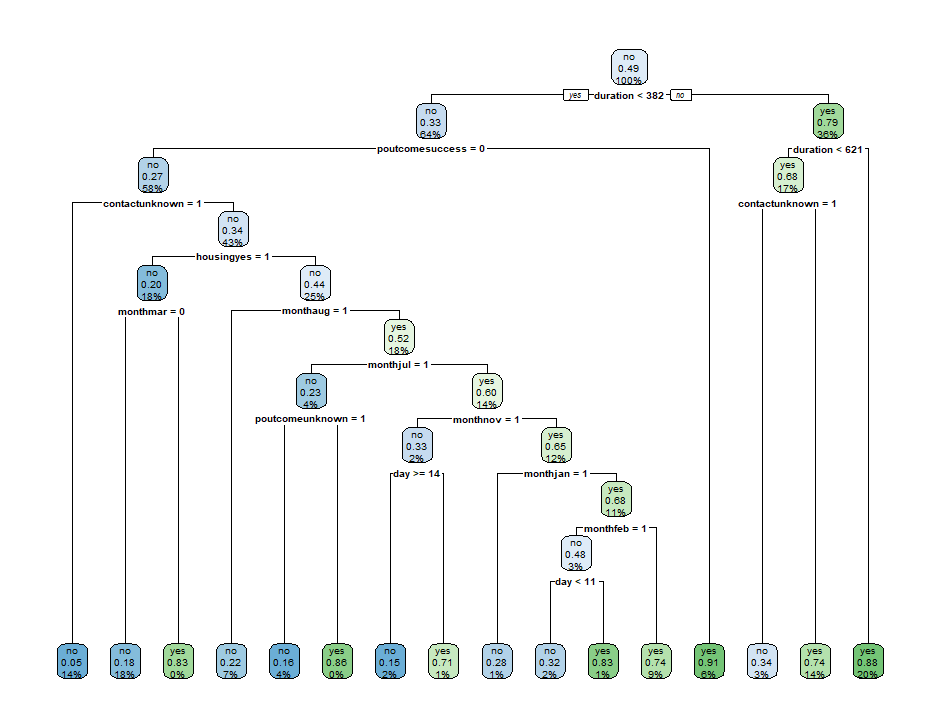 no
0.49
100%
yes duration < 382 no
no
0.33
64%
yes
0.79
36%
poutcomesuccess = 0
duration < 621
no
0.27
58%
yes
0.68
17%
contactunknown = 1
contactunknown = 1
no
0.34
43%
housingyes = 1
no
0.20
18%
no
0.44
25%
monthmar = 0
monthaug = 1
yes
0.52
18%
monthjul = 1
no
0.23
4%
yes
0.60
14%
poutcomeunknown = 1
monthnov = 1
no
0.33
2%
yes
0.65
12%
day >= 14
monthjan = 1
yes
0.68
11%
monthfeb = 1
no
0.48
3%
day < 11
no
0.05
14%
no
0.18
18%
yes
0.83
0%
no
0.22
7%
no
0.16
4%
yes
0.86
0%
no
0.15
2%
yes
0.71
1%
no
0.28
1%
no
0.32
2%
yes
0.83
1%
yes
0.74
9%
yes
0.91
6%
no
0.34
3%
yes
0.74
14%
yes
0.88
20%